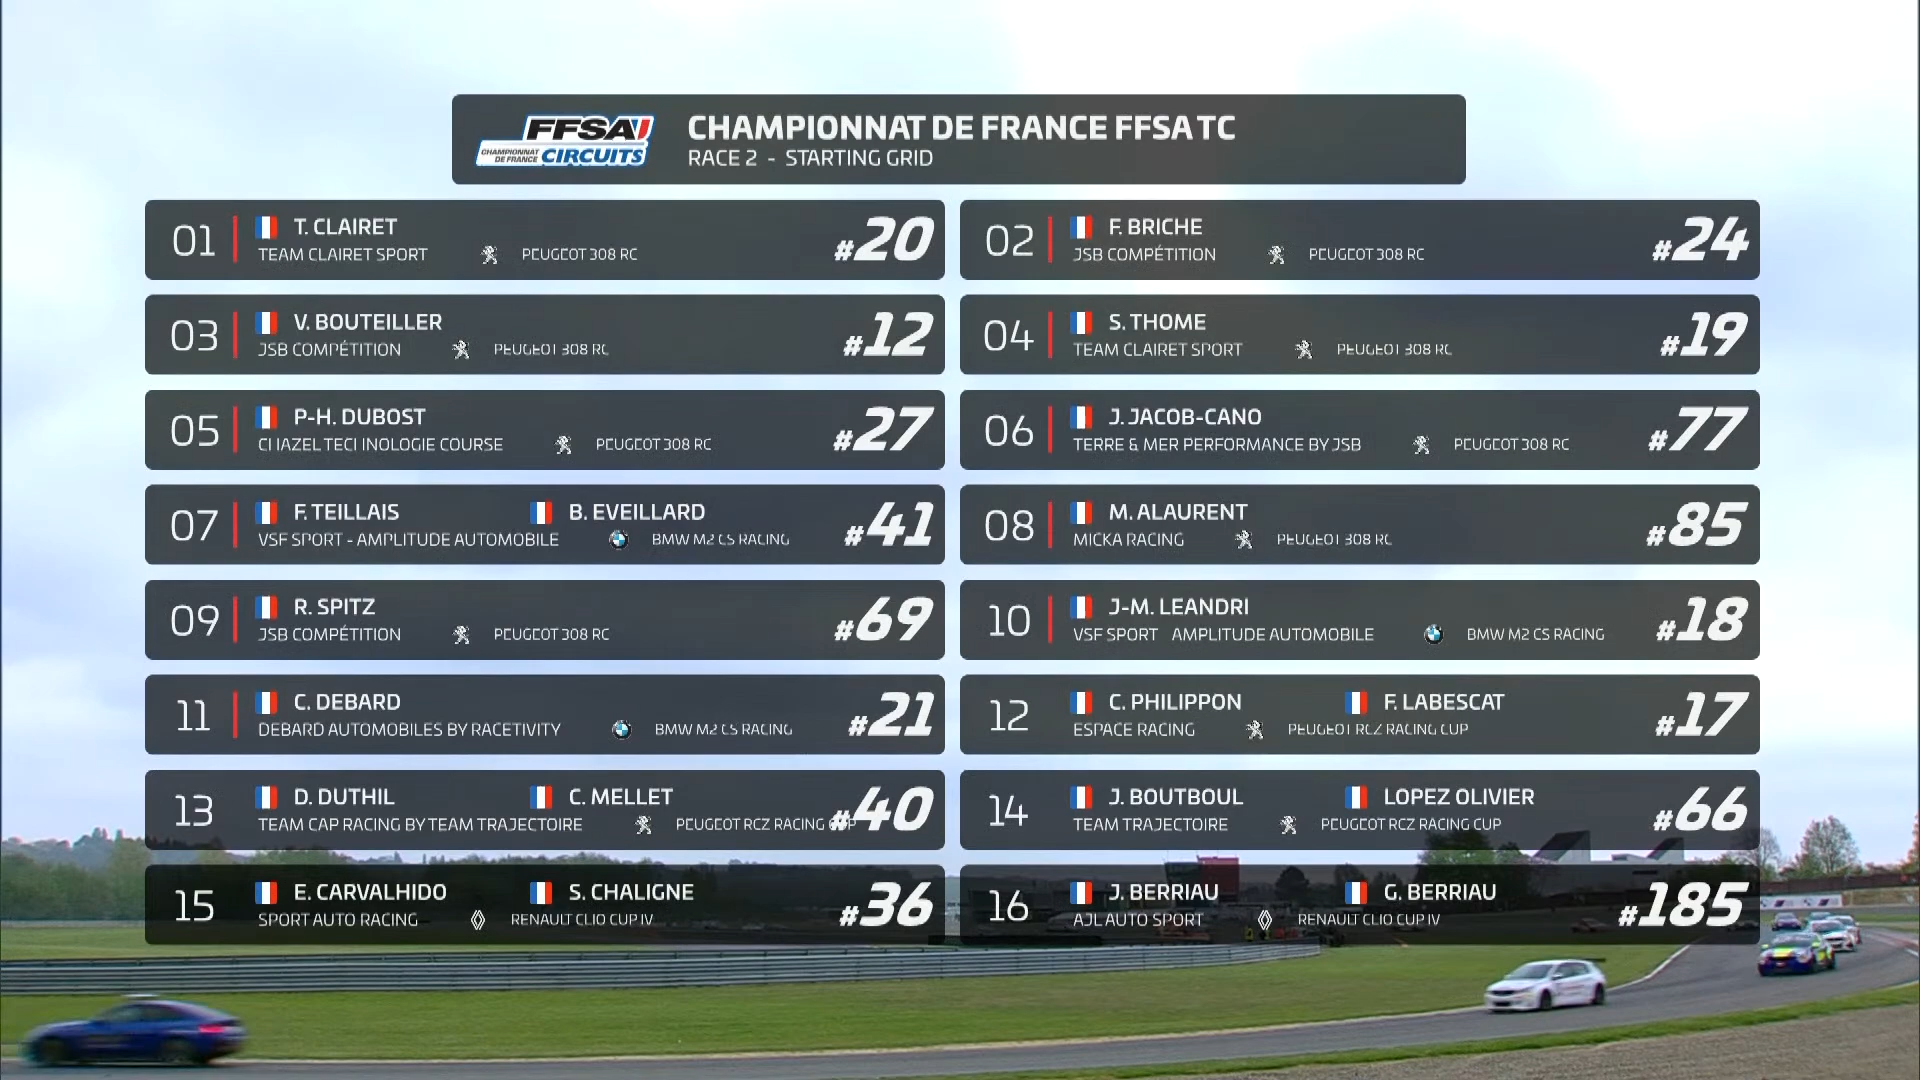 FFSA
CHAMPIONNAT DE FRANCE CIRCUITS
CHAMPIONNAT DE FRANCE FFSA TC
RACE 2 - STARTING GRID
01 T. CLAIRET #20
TEAM CLAIRET SPORT PEUGEOT 308 RC
02 F. BRICHE #24
JSB COMPÉTITION PEUGEOT 308 RC
03 V. BOUTEILLER #12
JSB COMPÉTITION PEUGEOT 308 RC
04 S. THOME #19
TEAM CLAIRET SPORT PEUGEOT 308 RC
05 P-H. DUBOST #27
CHAZEL TECHNOLOGIE COURSE PEUGEOT 308 RC
06 J. JACOB-CANO #77
TERRE & MER PERFORMANCE BY JSB PEUGEOT 308 RC
07 F. TEILLAIS B. EVEILLARD #41
VSF SPORT - AMPLITUDE AUTOMOBILE BMW M2 CS RACING
08 M. ALAURENT #85
MICKA RACING PEUGEOT 308 RC
09 R. SPITZ #69
JSB COMPÉTITION PEUGEOT 308 RC
10 J-M. LEANDRI #18
VSF SPORT AMPLITUDE AUTOMOBILE BMW M2 CS RACING
11 C. DEBARD #21
DEBARD AUTOMOBILES BY RACETIVITY BMW M2 CS RACING
12 C. PHILIPPON F. LABESCAT #17
ESPACE RACING PEUGEOT RCZ RACING CUP
13 D. DUTHIL C. MELLET #40
TEAM CAP RACING BY TEAM TRAJECTOIRE PEUGEOT RCZ RACING CUP
14 J. BOUTBOUL LOPEZ OLIVIER #66
TEAM TRAJECTOIRE PEUGEOT RCZ RACING CUP
15 E. CARVALHIDO S. CHALIGNE #36
SPORT AUTO RACING RENAULT CLIO CUP IV
16 J. BERRIAU G. BERRIAU #185
AJL AUTO SPORT RENAULT CLIO CUP IV